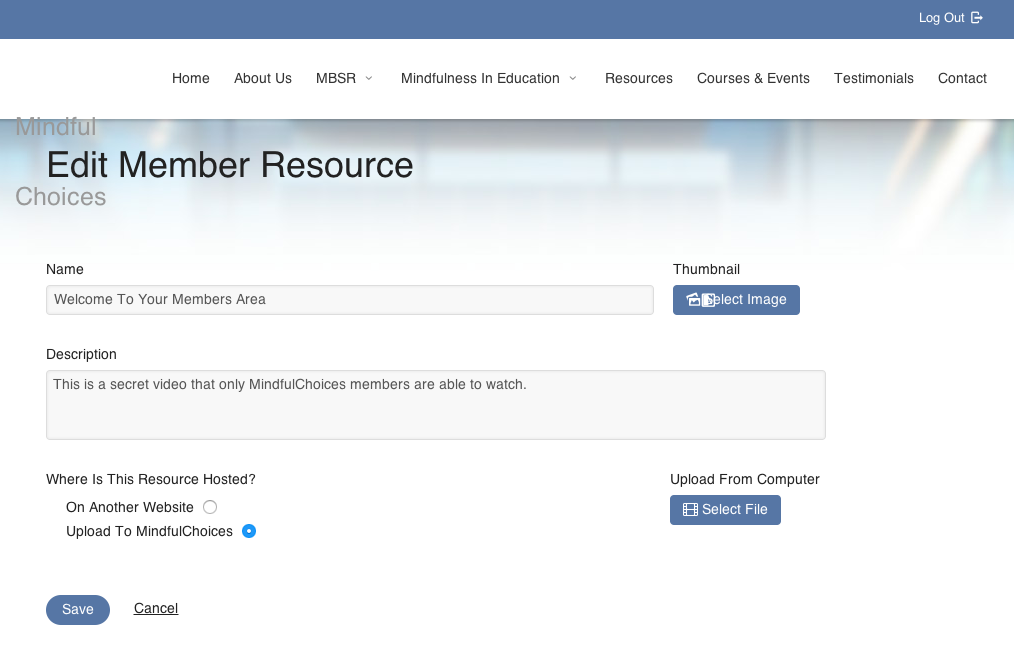 Log Out
Home About Us MBSR Mindfulness In Education Resources Courses & Events Testimonials Contact
Mindful
Edit Member Resource
Choices
Name
Thumbnail
Welcome To Your Members Area
Select Image
Description
This is a secret video that only MindfulChoices members are able to watch.
Where Is This Resource Hosted?
Upload From Computer
On Another Website
Select File
Upload To MindfulChoices
Save Cancel